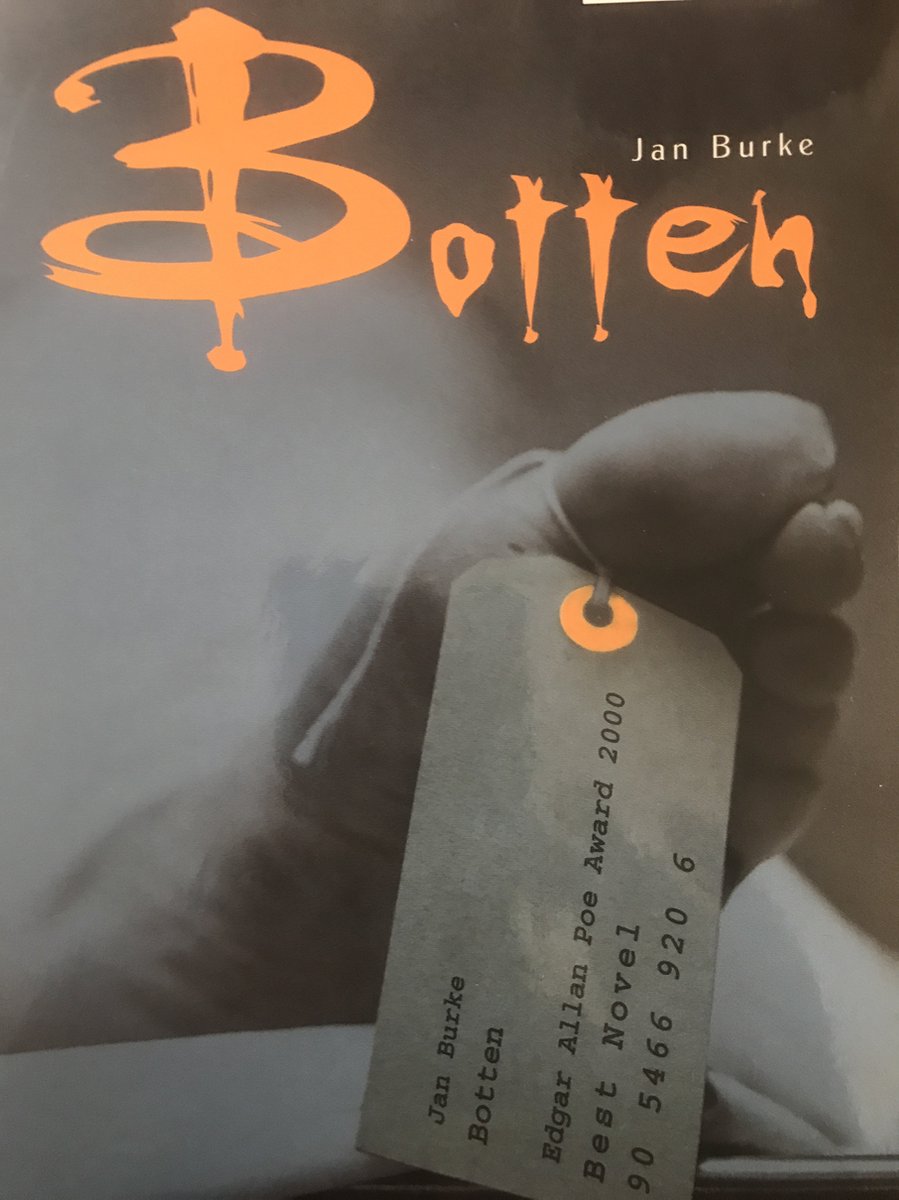 Jan Burke
Botten
Jan Burke
Botten
Edgar Allan Poe Award 2000
Best Novel
90 5466 920 6